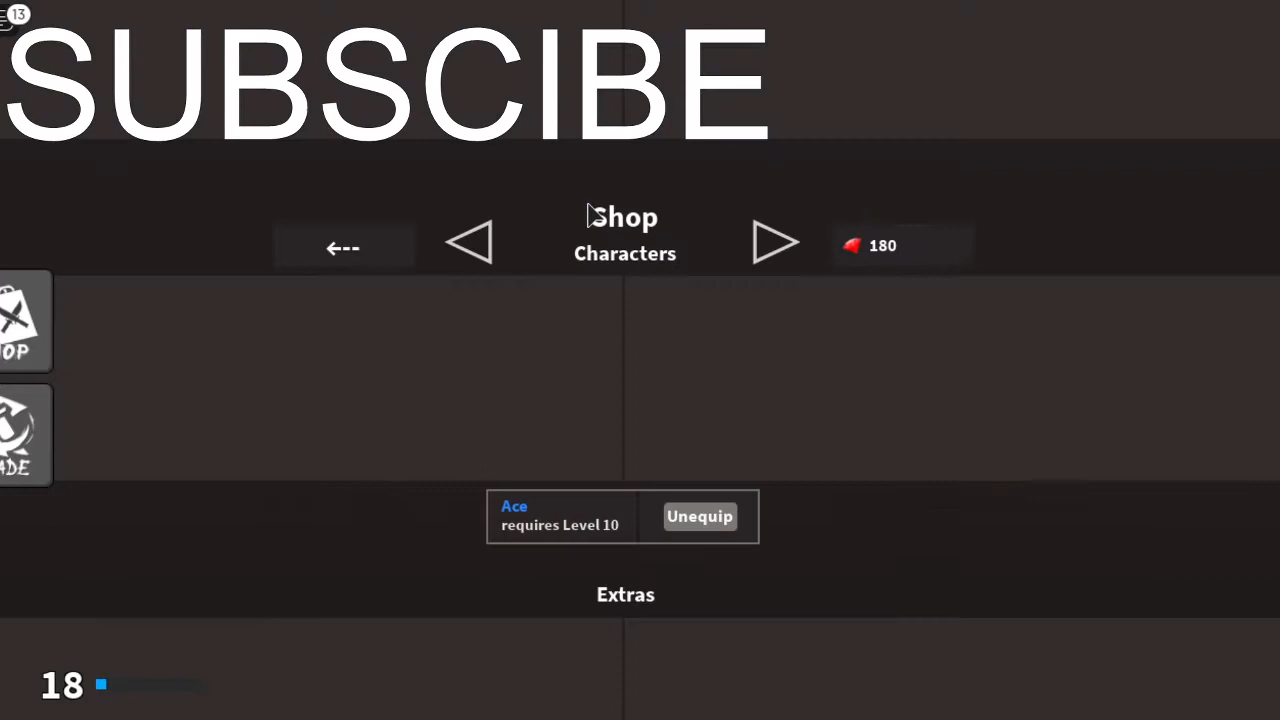 13
SUBSCIBE
Shop
Characters
←--
180
OP
ADE
Ace
requires Level 10
Unequip
Extras
18